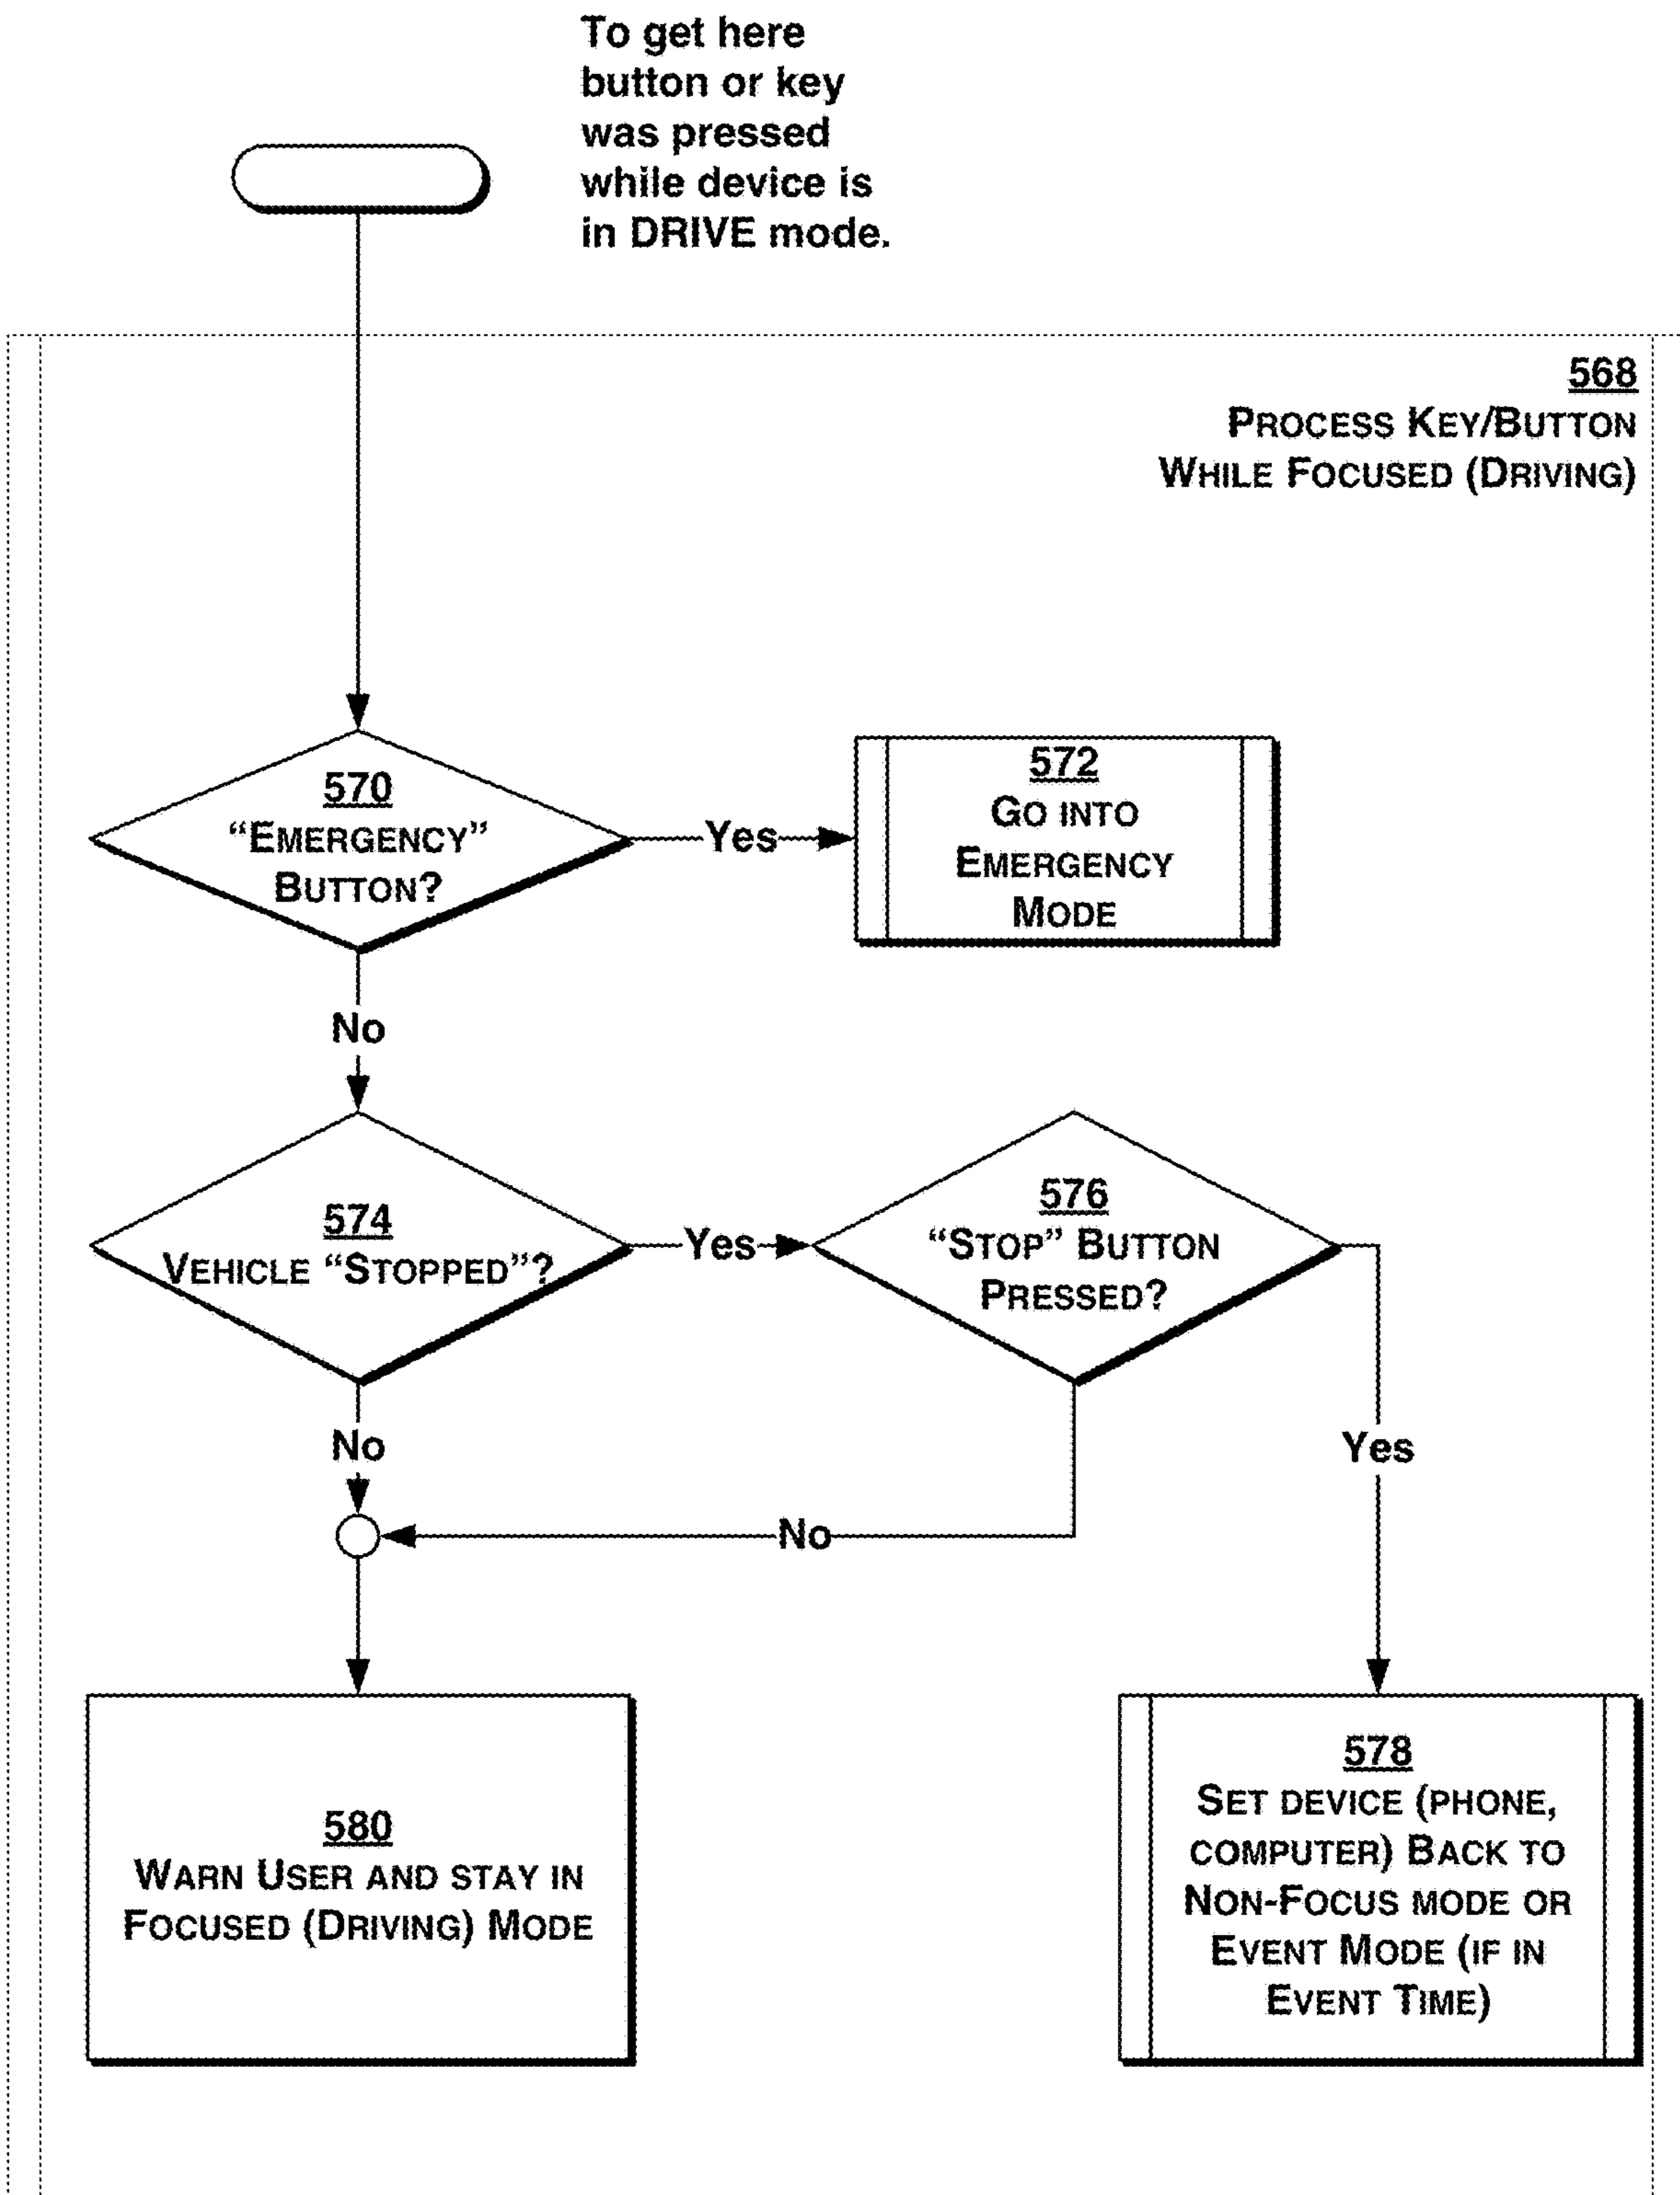 To get here
button or key
was pressed
while device is
in DRIVE mode.
568
PROCESS KEY/BUTTON
WHILE FOCUSED (DRIVING)
570
“EMERGENCY”
BUTTON?
Yes
572
GO INTO
EMERGENCY
MODE
No
574
VEHICLE “STOPPED”?
Yes
576
“STOP” BUTTON
PRESSED?
No
Yes
No
580
WARN USER AND STAY IN
FOCUSED (DRIVING) MODE
578
SET DEVICE (PHONE,
COMPUTER) BACK TO
NON-FOCUS MODE OR
EVENT MODE (IF IN
EVENT TIME)